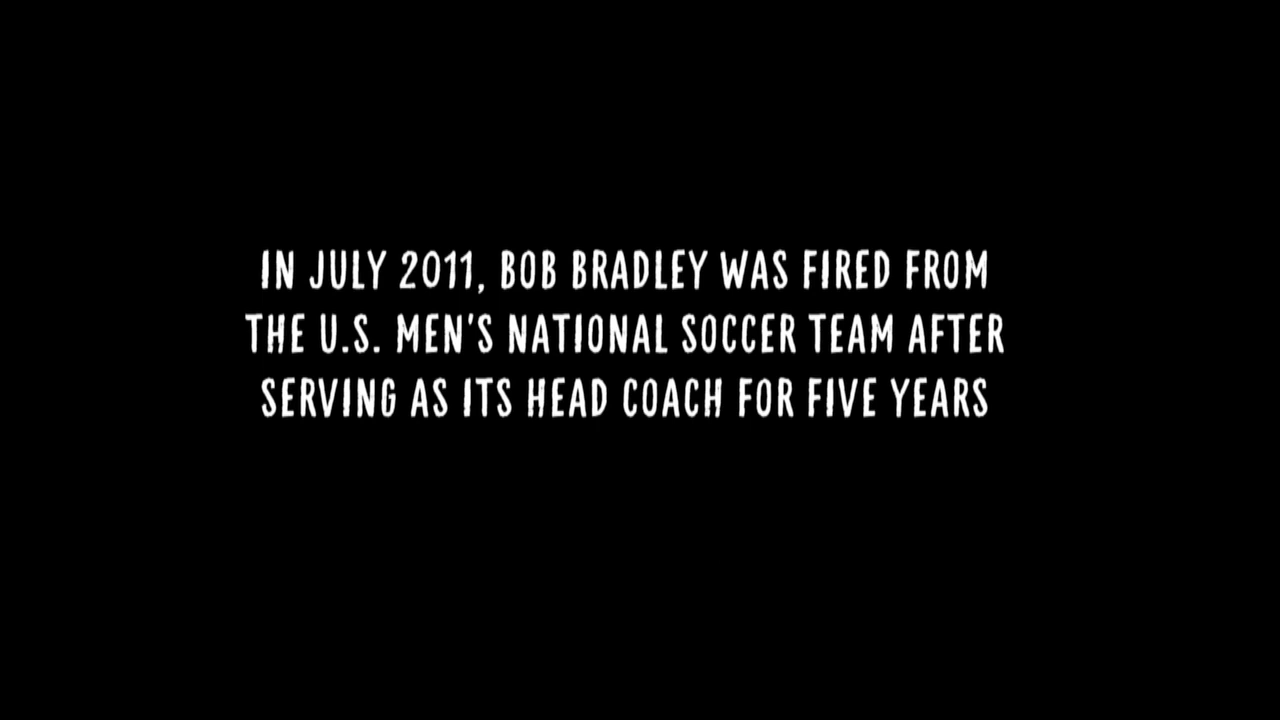 IN JULY 2011, BOB BRADLEY WAS FIRED FROM
THE U.S. MEN'S NATIONAL SOCCER TEAM AFTER
SERVING AS ITS HEAD COACH FOR FIVE YEARS